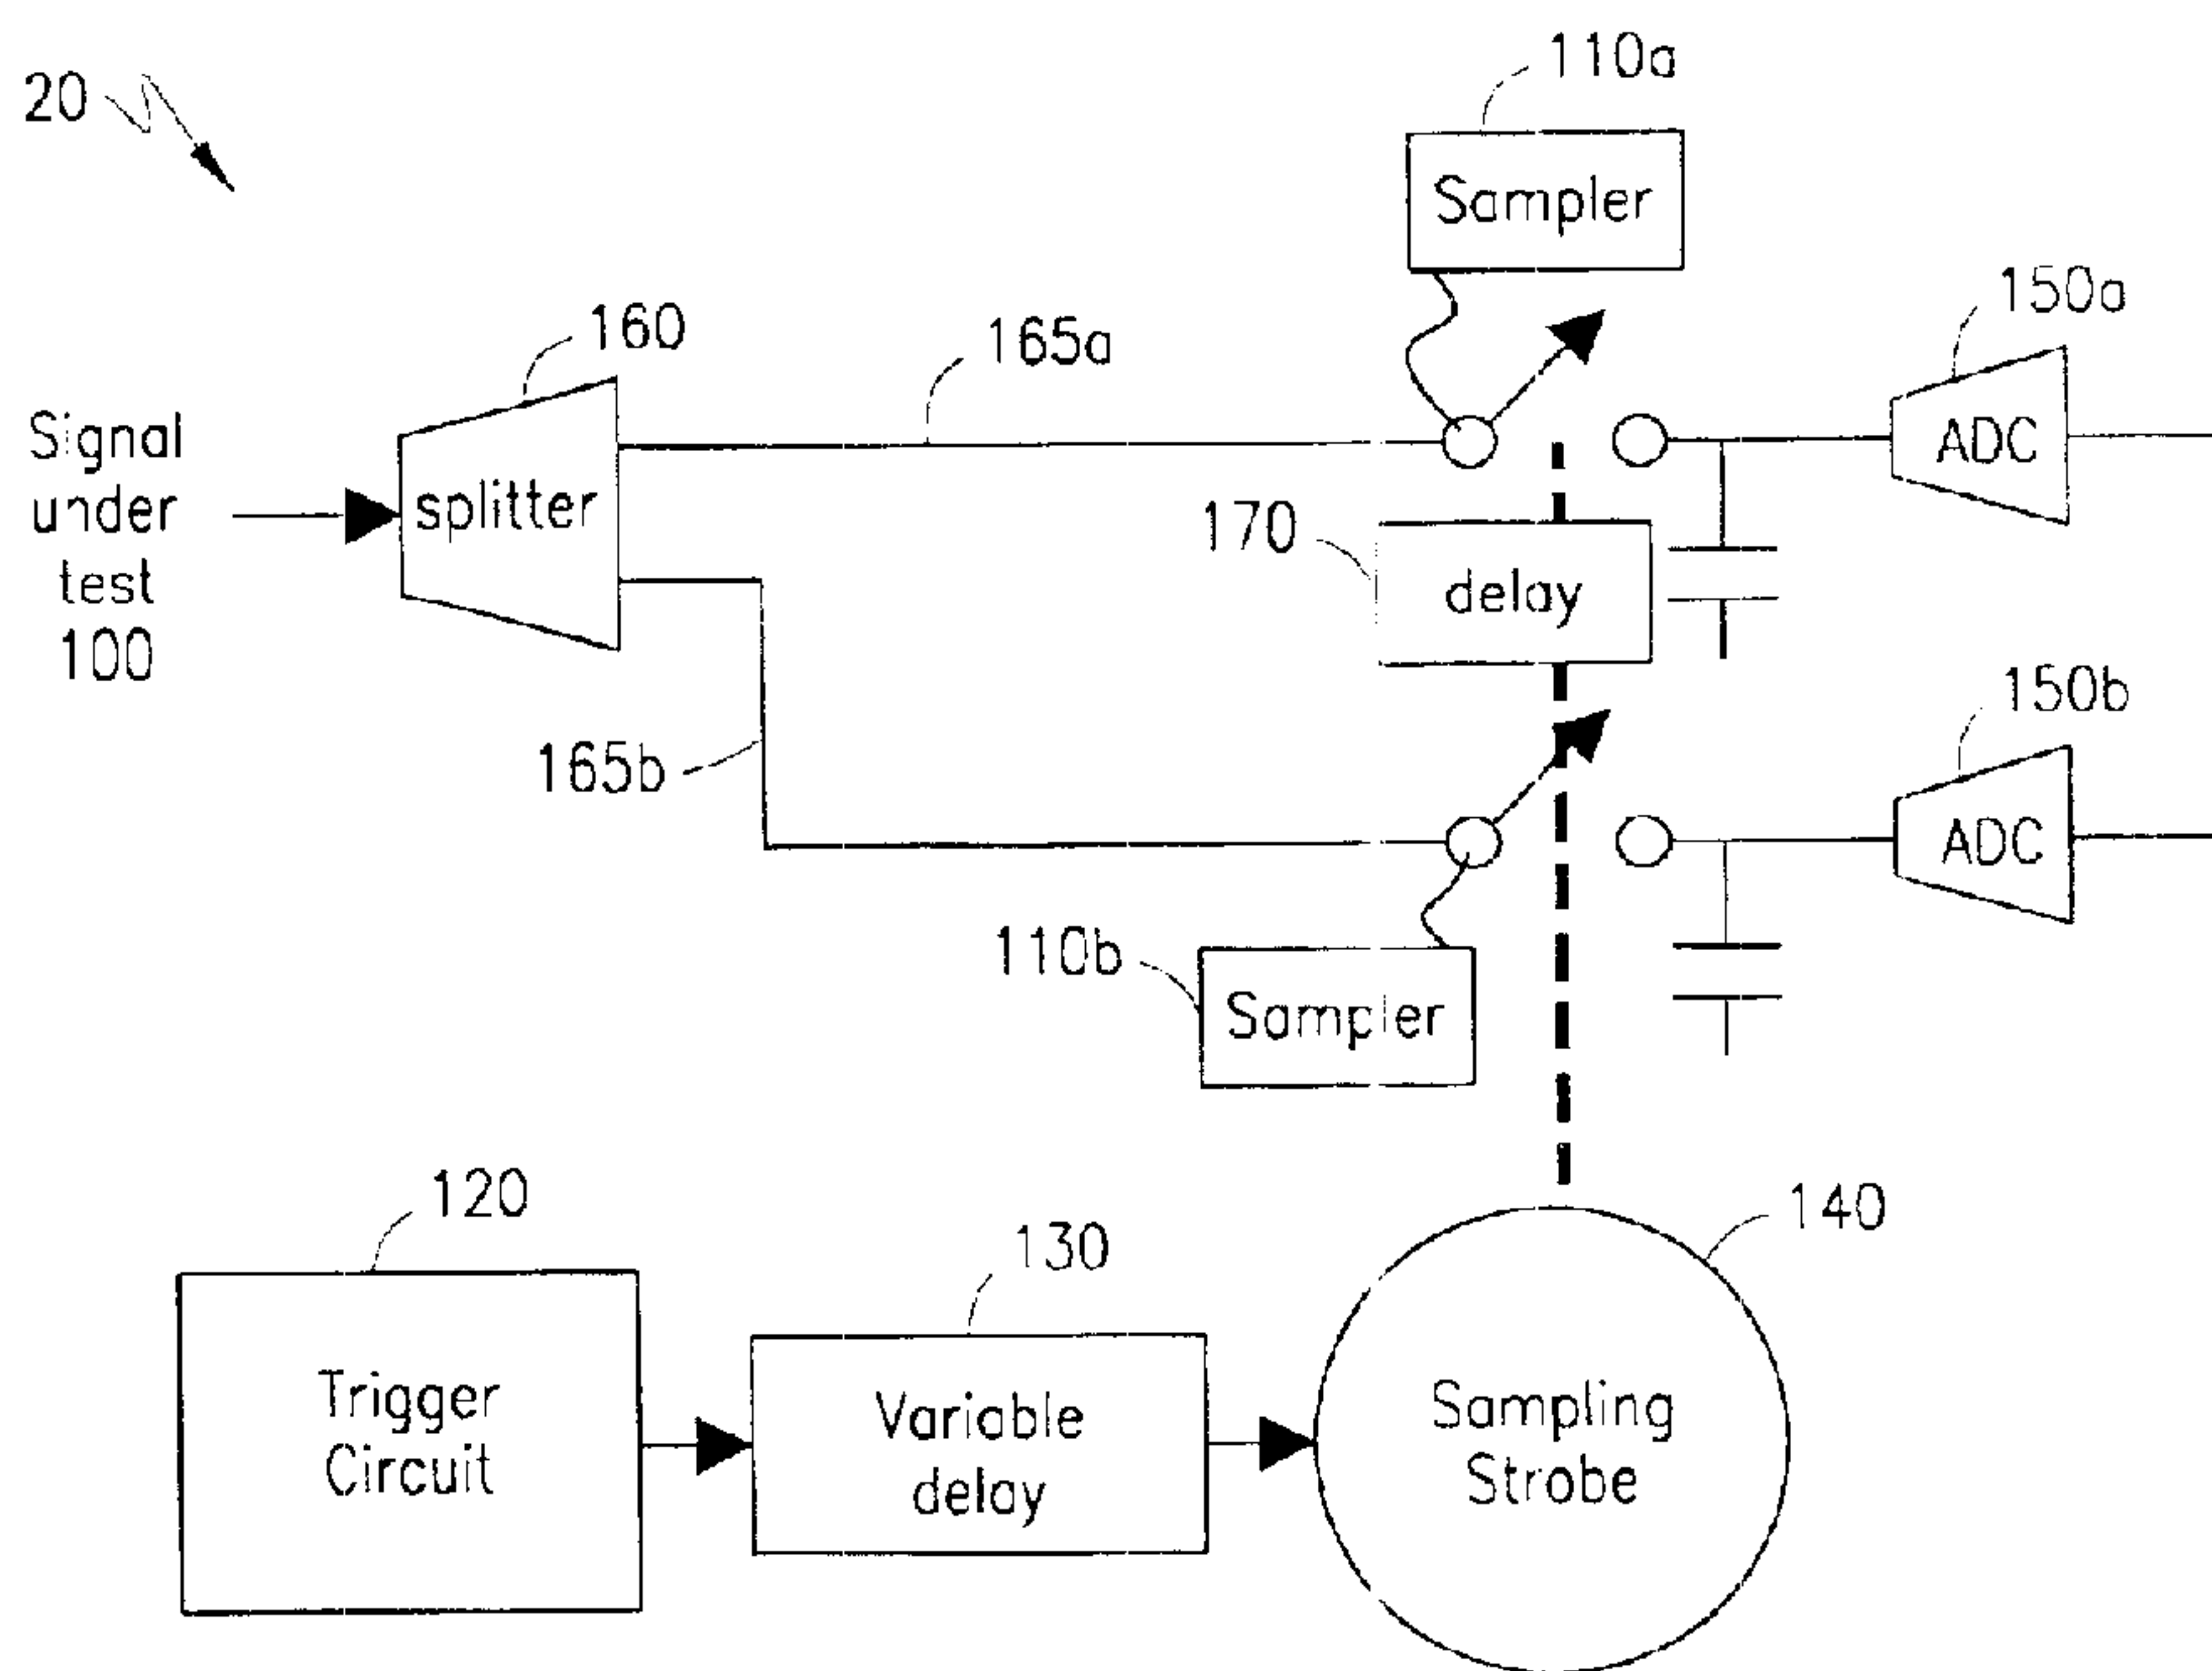 20
110a
Sampler
150a
160
165a
Signal
under
test
100
splitter
ADC
170
delay
150b
165b
ADC
110b
Sampler
120
130
140
Trigger
Circuit
Variable
delay
Sampling
Strobe